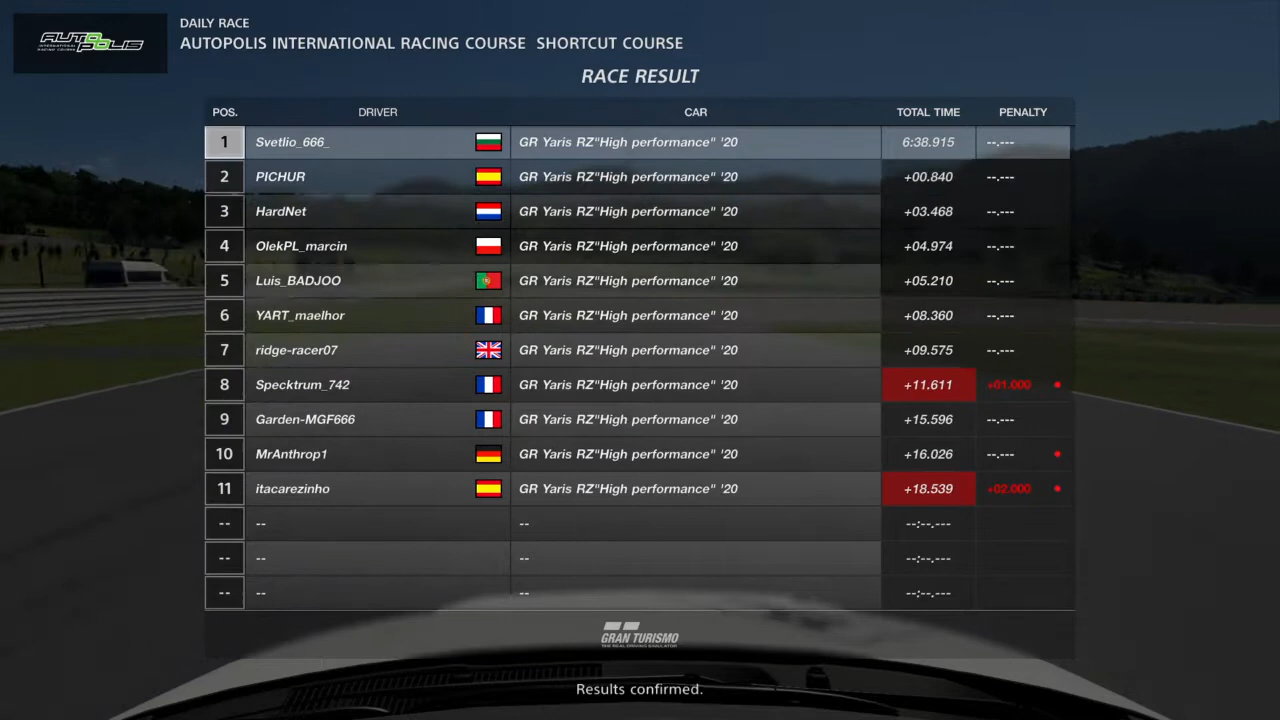 AUTOPOLIS
INTERNATIONAL RACING COURSE
DAILY RACE
AUTOPOLIS INTERNATIONAL RACING COURSE SHORTCUT COURSE
RACE RESULT
POS. DRIVER CAR TOTAL TIME PENALTY
1 Svetlio_666_ GR Yaris RZ"High performance" '20 6:38.915 --.---
2 PICHUR GR Yaris RZ"High performance" '20 +00.840 --.---
3 HardNet GR Yaris RZ"High performance" '20 +03.468 --.---
4 OlekPL_marcin GR Yaris RZ"High performance" '20 +04.974 --.---
5 Luis_BADJOO GR Yaris RZ"High performance" '20 +05.210 --.---
6 YART_maelhor GR Yaris RZ"High performance" '20 +08.360 --.---
7 ridge-racer07 GR Yaris RZ"High performance" '20 +09.575 --.---
8 Specktrum_742 GR Yaris RZ"High performance" '20 +11.611 +01.000
9 Garden-MGF666 GR Yaris RZ"High performance" '20 +15.596 --.---
10 MrAnthrop1 GR Yaris RZ"High performance" '20 +16.026 --.---
11 itacarezinho GR Yaris RZ"High performance" '20 +18.539 +02.000
-- -- -- --:--.---
-- -- -- --:--.---
-- -- -- --:--.---
GRAN TURISMO
THE REAL DRIVING SIMULATOR
Results confirmed.